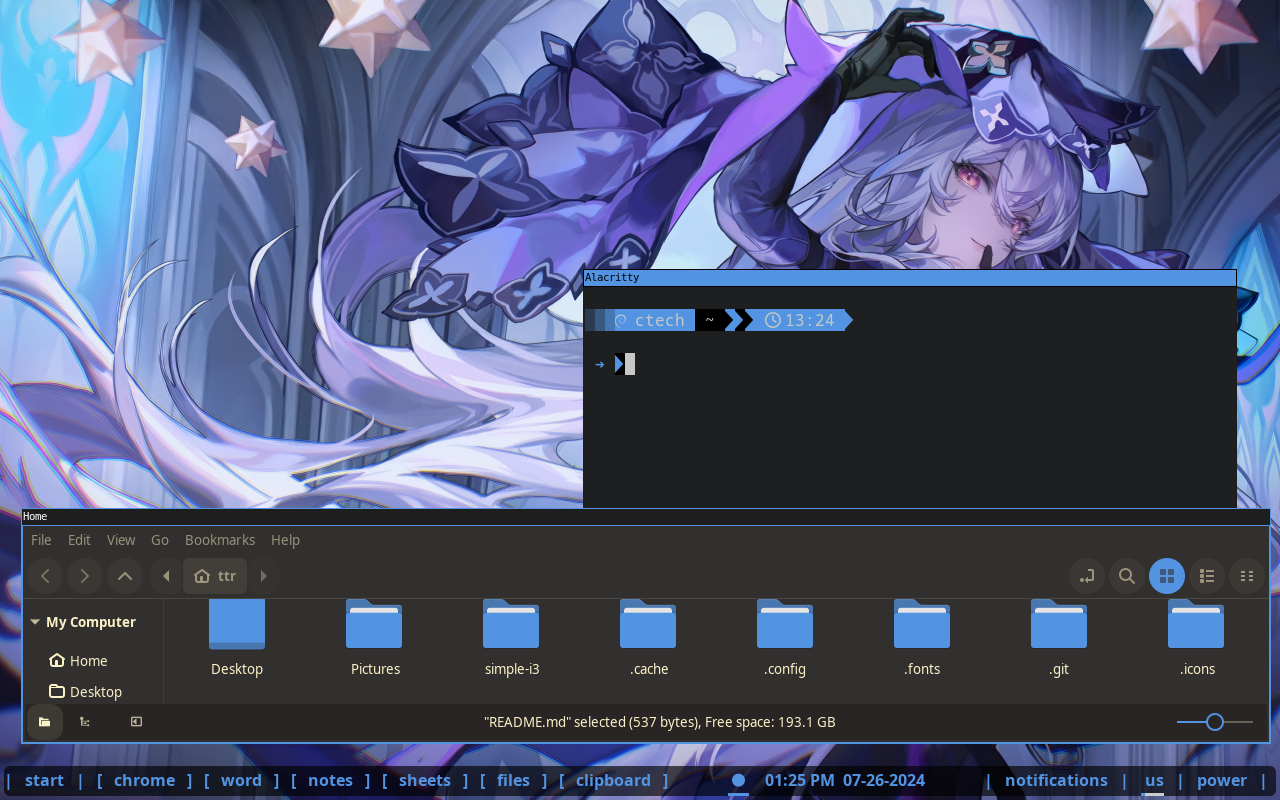 Alacritty
ctech ~ 13:24
Home
File Edit View Go Bookmarks Help
ttr
My Computer
Home
Desktop
Desktop Pictures simple-i3 .cache .config .fonts .git .icons
"README.md" selected (537 bytes), Free space: 193.1 GB
| start | [ chrome ] [ word ] [ notes ] [ sheets ] [ files ] [ clipboard ] 01:25 PM 07-26-2024 | notifications | us | power |